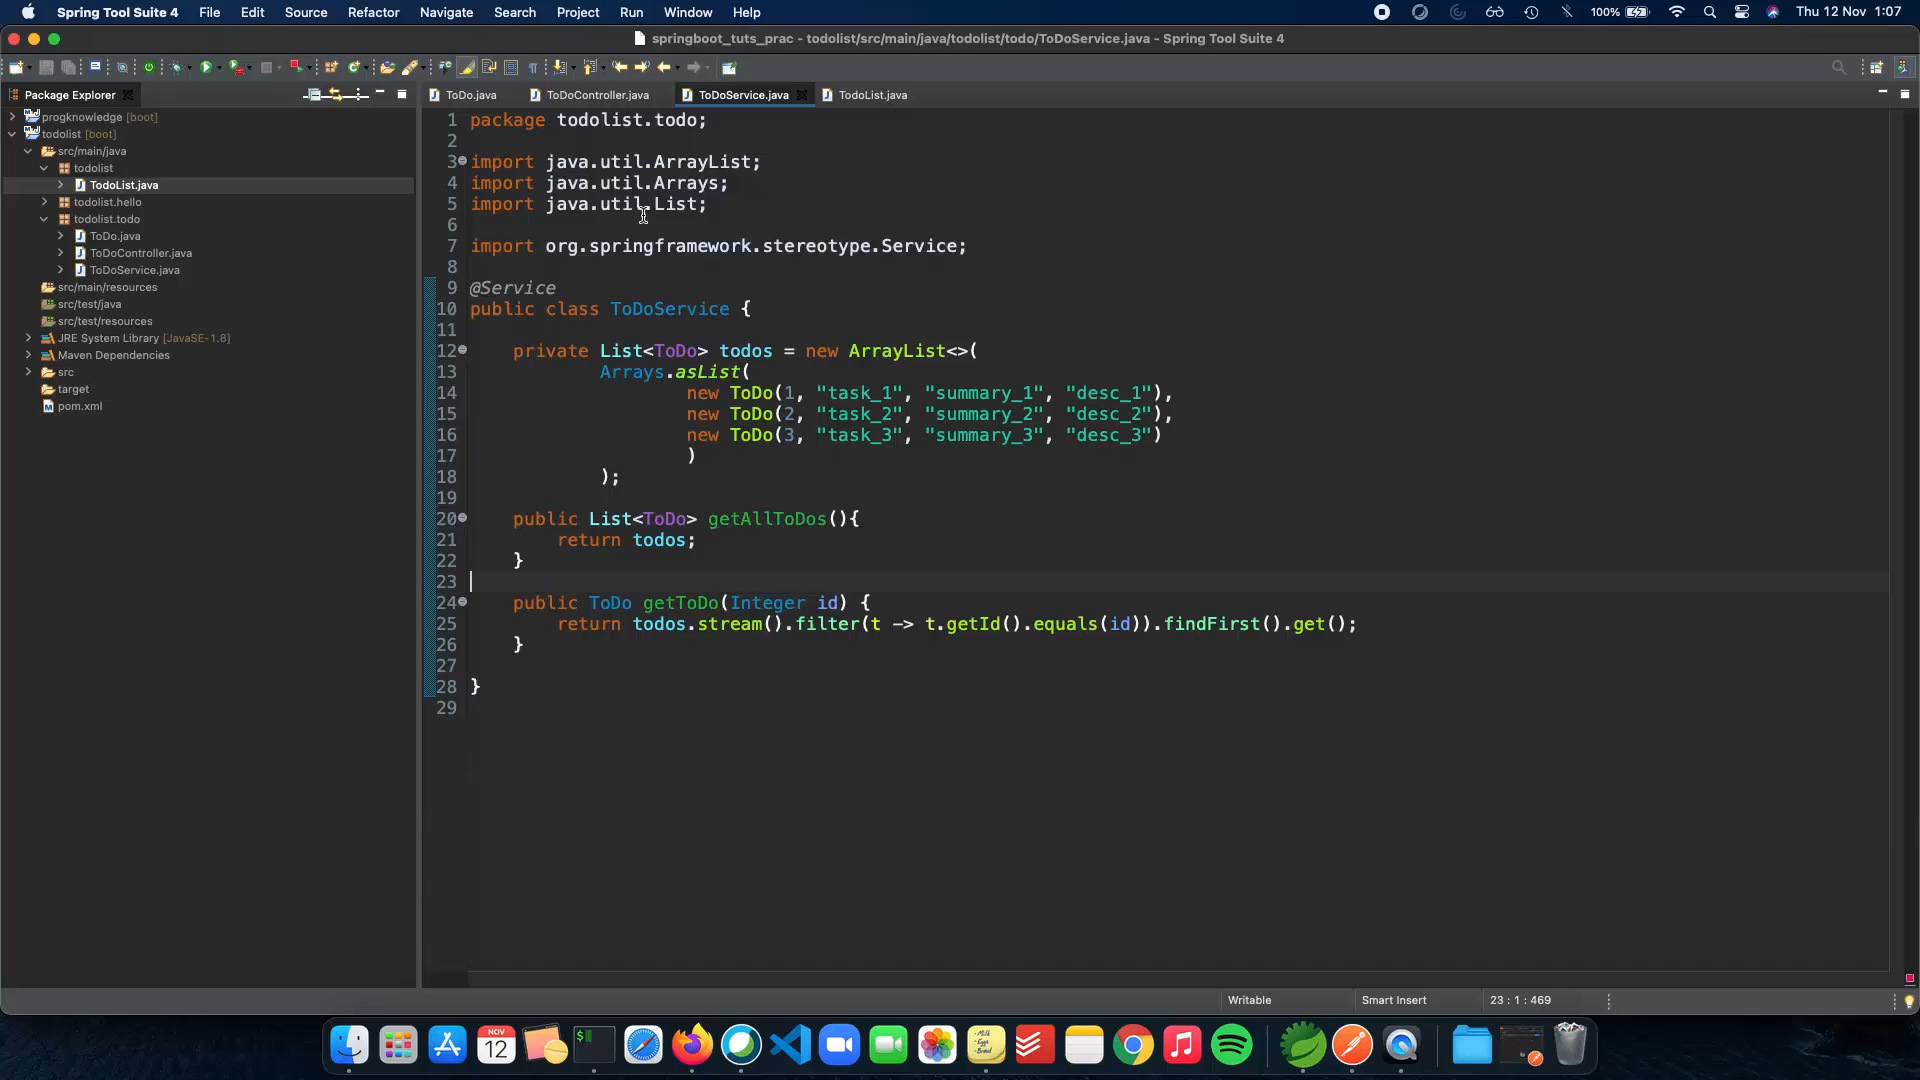 Spring Tool Suite 4 File Edit Source Refactor Navigate Search Project Run Window Help 100% Thu 12 Nov 1:07
springboot_tuts_prac - todolist/src/main/java/todolist/todo/ToDoService.java - Spring Tool Suite 4
Package Explorer
progknowledge [boot]
todolist [boot]
src/main/java
todolist
TodoList.java
todolist.hello
todolist.todo
ToDo.java
ToDoController.java
ToDoService.java
src/main/resources
src/test/java
src/test/resources
JRE System Library [JavaSE-1.8]
Maven Dependencies
src
target
pom.xml
ToDo.java ToDoController.java ToDoService.java TodoList.java
1 package todolist.todo;
2
3 import java.util.ArrayList;
4 import java.util.Arrays;
5 import java.util.List;
6
7 import org.springframework.stereotype.Service;
8
9 @Service
10 public class ToDoService {
11
12 private List<ToDo> todos = new ArrayList<>(
13 Arrays.asList(
14 new ToDo(1, "task_1", "summary_1", "desc_1"),
15 new ToDo(2, "task_2", "summary_2", "desc_2"),
16 new ToDo(3, "task_3", "summary_3", "desc_3")
17 )
18 );
19
20 public List<ToDo> getAllToDos(){
21 return todos;
22 }
23
24 public ToDo getToDo(Integer id) {
25 return todos.stream().filter(t -> t.getId().equals(id)).findFirst().get();
26 }
27
28 }
29
Writable Smart Insert 23 : 1 : 469
NOV
12